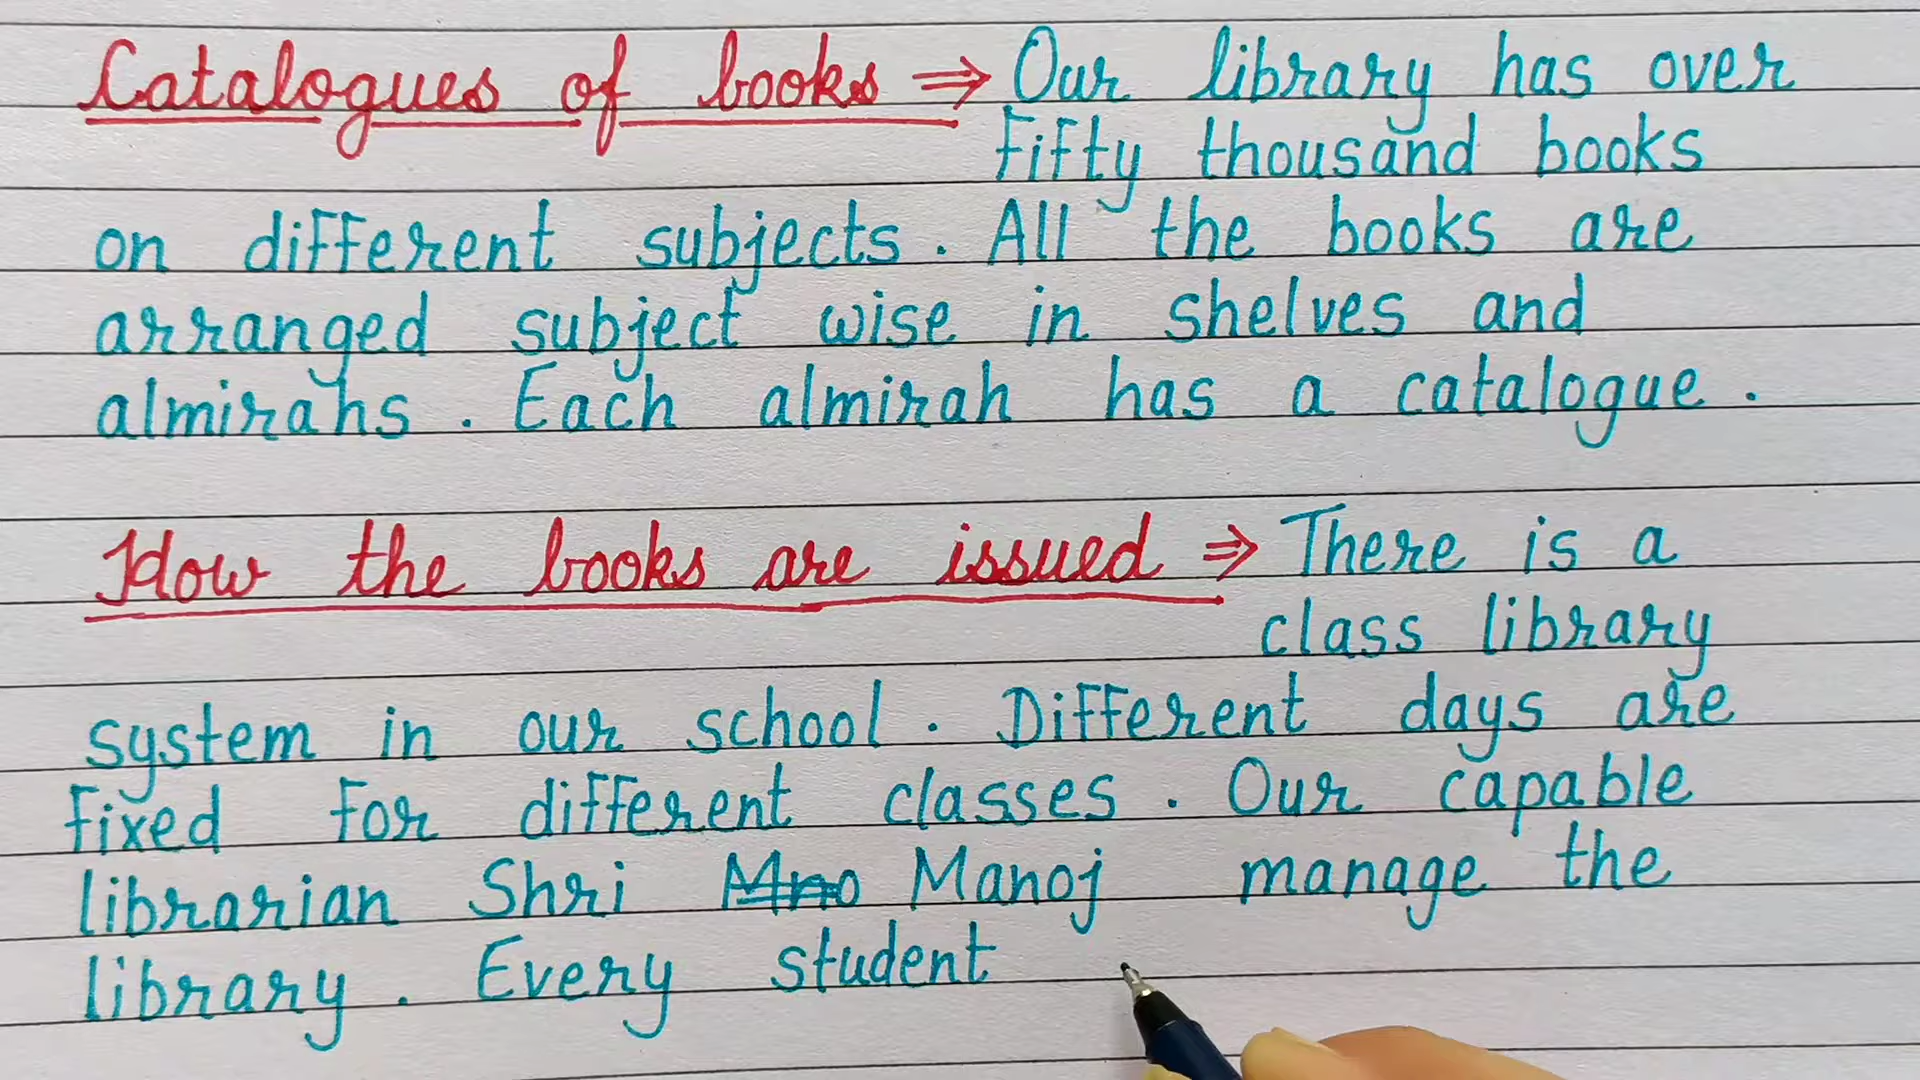 Catalogues of books ⇒ Our library has over
fifty thousand books
on different subjects. All the books are
arranged subject wise in shelves and
almirahs. Each almirah has a catalogue.
How the books are issued ⇒ There is a
class library
system in our school. Different days are
fixed for different classes. Our capable
librarian Shri Mno Manoj manage the
library. Every student